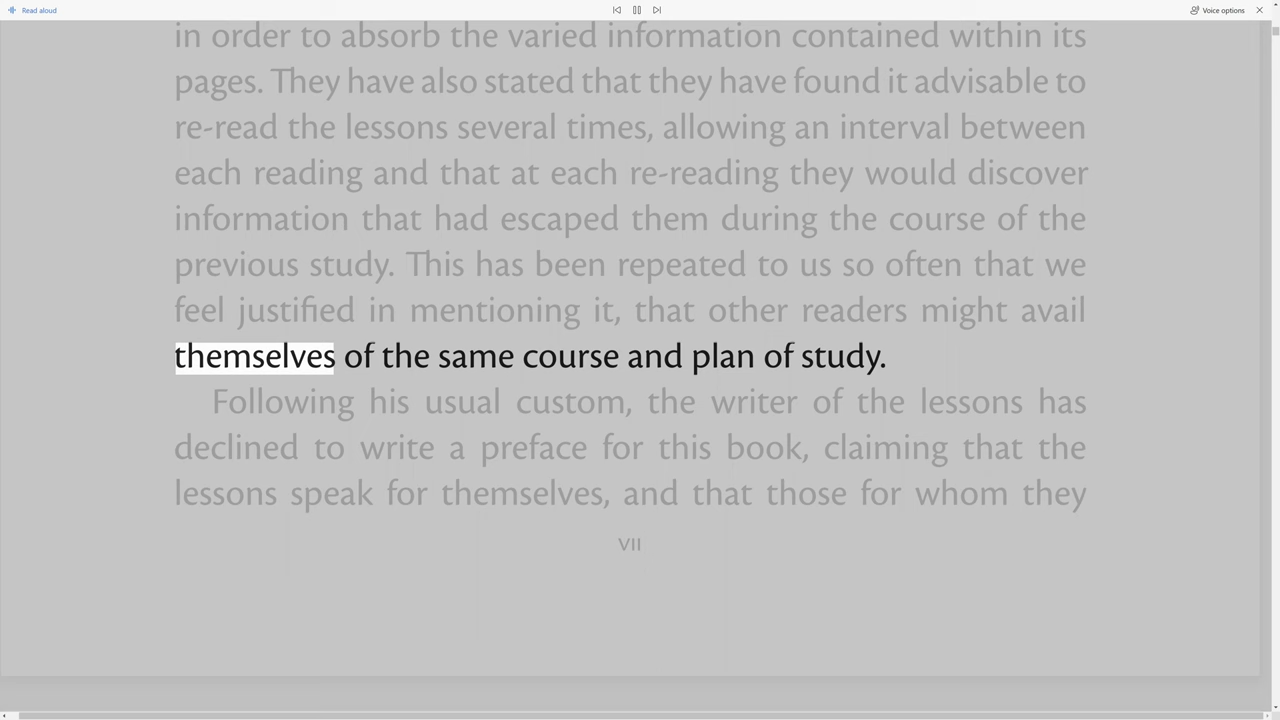 Read aloud
Voice options
in order to absorb the varied information contained within its
pages. They have also stated that they have found it advisable to
re-read the lessons several times, allowing an interval between
each reading and that at each re-reading they would discover
information that had escaped them during the course of the
previous study. This has been repeated to us so often that we
feel justified in mentioning it, that other readers might avail
themselves of the same course and plan of study.
Following his usual custom, the writer of the lessons has
declined to write a preface for this book, claiming that the
lessons speak for themselves, and that those for whom they
VII